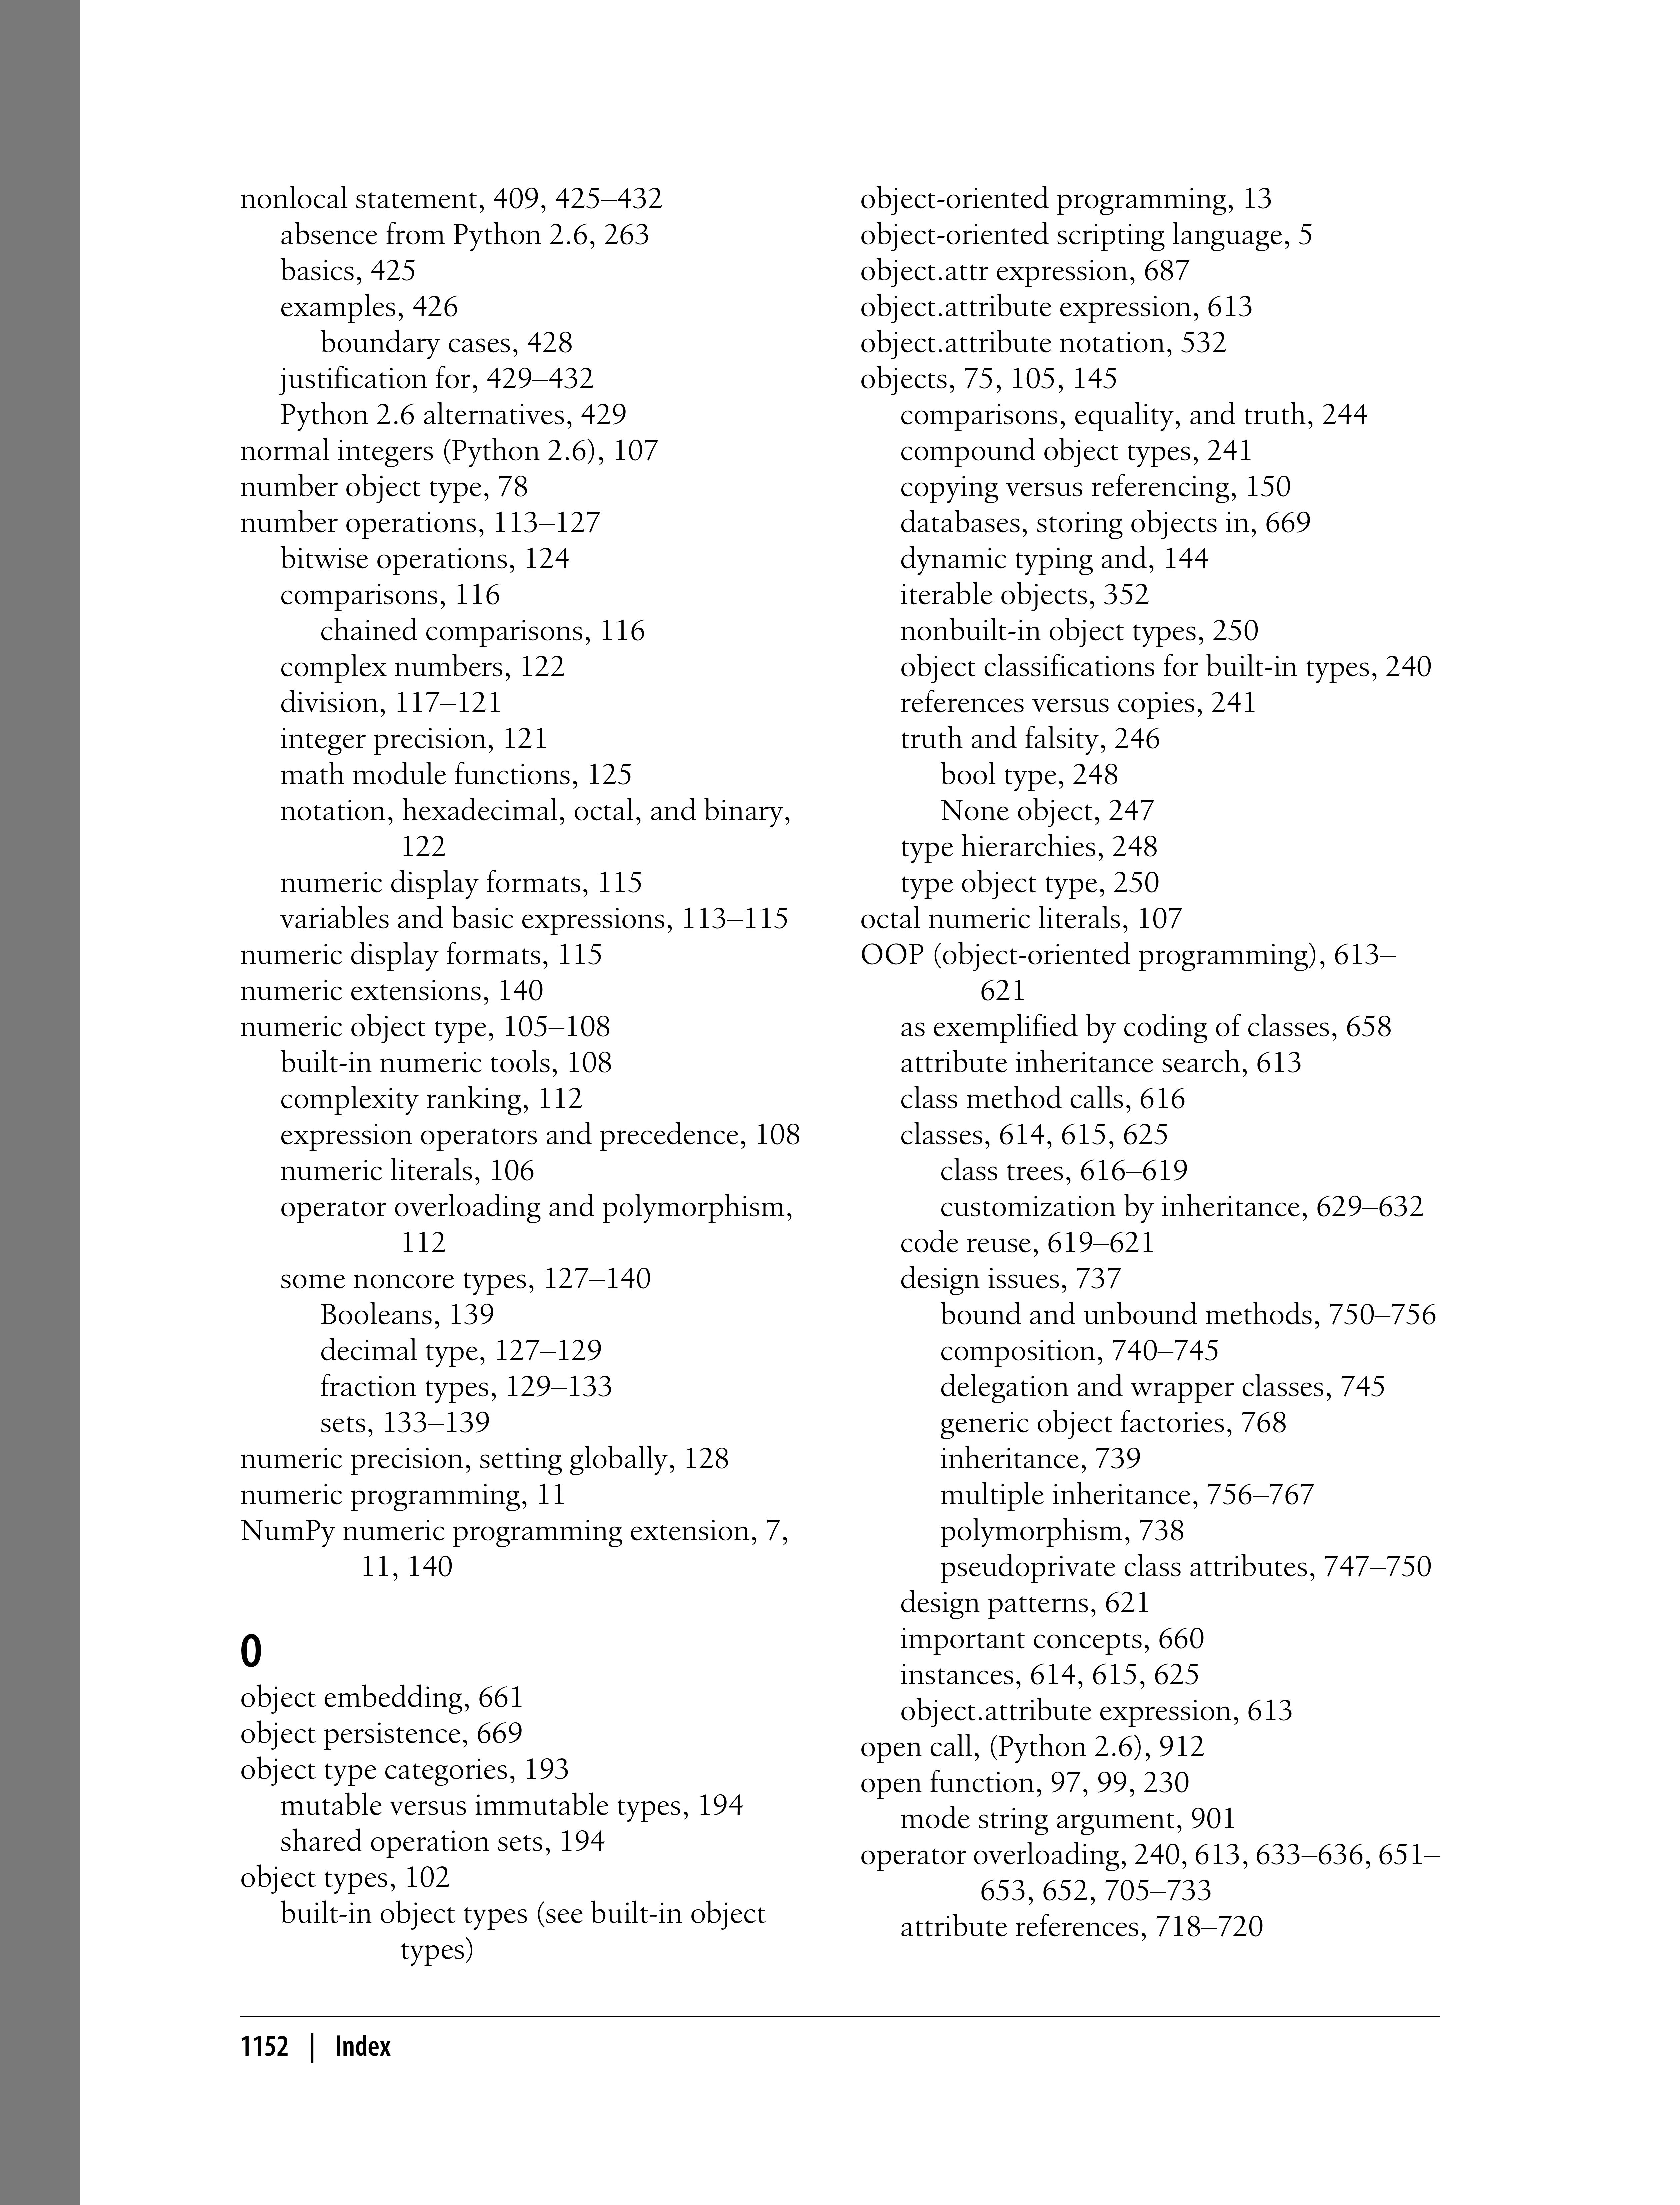 nonlocal statement, 409, 425–432
absence from Python 2.6, 263
basics, 425
examples, 426
boundary cases, 428
justification for, 429–432
Python 2.6 alternatives, 429
normal integers (Python 2.6), 107
number object type, 78
number operations, 113–127
bitwise operations, 124
comparisons, 116
chained comparisons, 116
complex numbers, 122
division, 117–121
integer precision, 121
math module functions, 125
notation, hexadecimal, octal, and binary,
122
numeric display formats, 115
variables and basic expressions, 113–115
numeric display formats, 115
numeric extensions, 140
numeric object type, 105–108
built-in numeric tools, 108
complexity ranking, 112
expression operators and precedence, 108
numeric literals, 106
operator overloading and polymorphism,
112
some noncore types, 127–140
Booleans, 139
decimal type, 127–129
fraction types, 129–133
sets, 133–139
numeric precision, setting globally, 128
numeric programming, 11
NumPy numeric programming extension, 7,
11, 140
O
object embedding, 661
object persistence, 669
object type categories, 193
mutable versus immutable types, 194
shared operation sets, 194
object types, 102
built-in object types (see built-in object
types)
object-oriented programming, 13
object-oriented scripting language, 5
object.attr expression, 687
object.attribute expression, 613
object.attribute notation, 532
objects, 75, 105, 145
comparisons, equality, and truth, 244
compound object types, 241
copying versus referencing, 150
databases, storing objects in, 669
dynamic typing and, 144
iterable objects, 352
nonbuilt-in object types, 250
object classifications for built-in types, 240
references versus copies, 241
truth and falsity, 246
bool type, 248
None object, 247
type hierarchies, 248
type object type, 250
octal numeric literals, 107
OOP (object-oriented programming), 613–
621
as exemplified by coding of classes, 658
attribute inheritance search, 613
class method calls, 616
classes, 614, 615, 625
class trees, 616–619
customization by inheritance, 629–632
code reuse, 619–621
design issues, 737
bound and unbound methods, 750–756
composition, 740–745
delegation and wrapper classes, 745
generic object factories, 768
inheritance, 739
multiple inheritance, 756–767
polymorphism, 738
pseudoprivate class attributes, 747–750
design patterns, 621
important concepts, 660
instances, 614, 615, 625
object.attribute expression, 613
open call, (Python 2.6), 912
open function, 97, 99, 230
mode string argument, 901
operator overloading, 240, 613, 633–636, 651–
653, 652, 705–733
attribute references, 718–720
1152 | Index